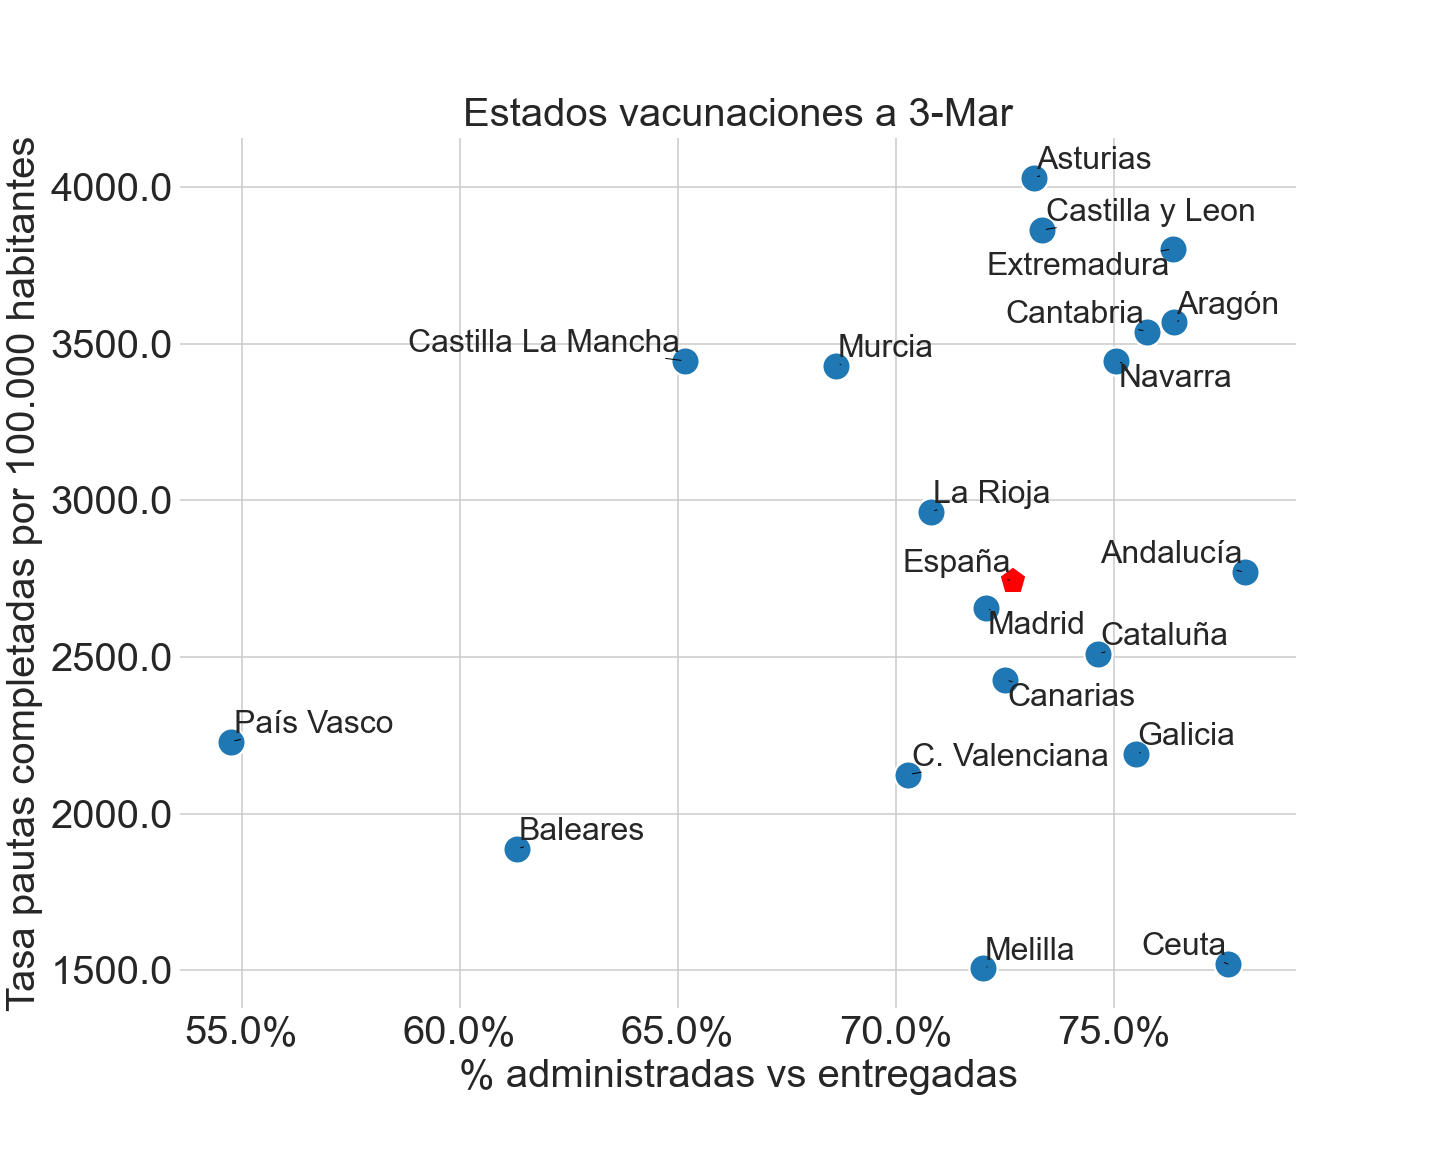 Estados vacunaciones a 3-Mar
Tasa pautas completadas por 100.000 habitantes
4000.0
3500.0
3000.0
2500.0
2000.0
1500.0
Asturias
Castilla y Leon
Extremadura
Aragón
Cantabria
Castilla La Mancha
Murcia
Navarra
La Rioja
España
Andalucía
Madrid
Cataluña
Canarias
País Vasco
Galicia
C. Valenciana
Baleares
Melilla
Ceuta
55.0%
60.0%
65.0%
70.0%
75.0%
% administradas vs entregadas